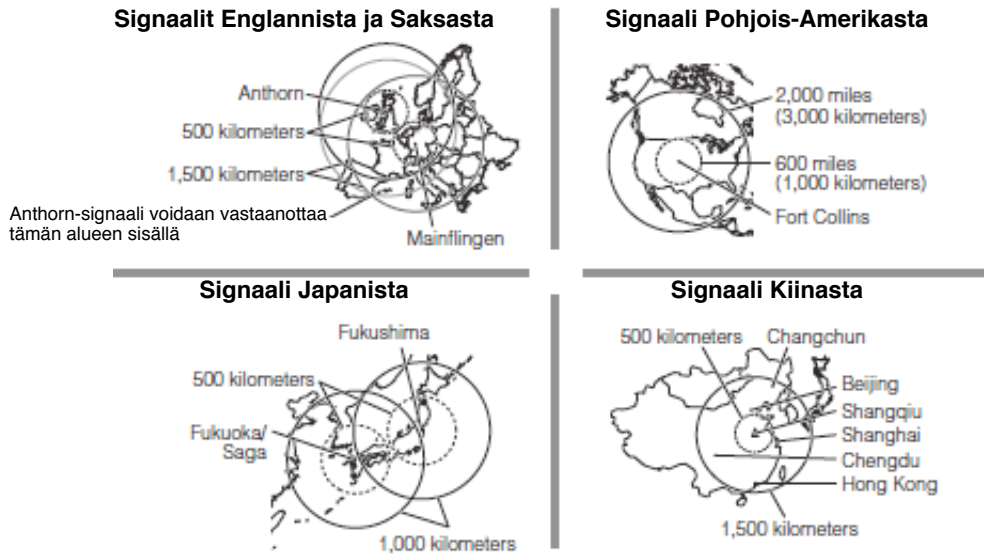 Signaalit Englannista ja Saksasta
Anthorn
500 kilometers
1,500 kilometers
Anthorn-signaali voidaan vastaanottaa
tämän alueen sisällä
Mainflingen
Signaali Pohjois-Amerikasta
2,000 miles
(3,000 kilometers)
600 miles
(1,000 kilometers)
Fort Collins
Signaali Japanista
Fukushima
500 kilometers
Fukuoka/
Saga
1,000 kilometers
Signaali Kiinasta
500 kilometers
Changchun
Beijing
Shangqiu
Shanghai
Chengdu
Hong Kong
1,500 kilometers